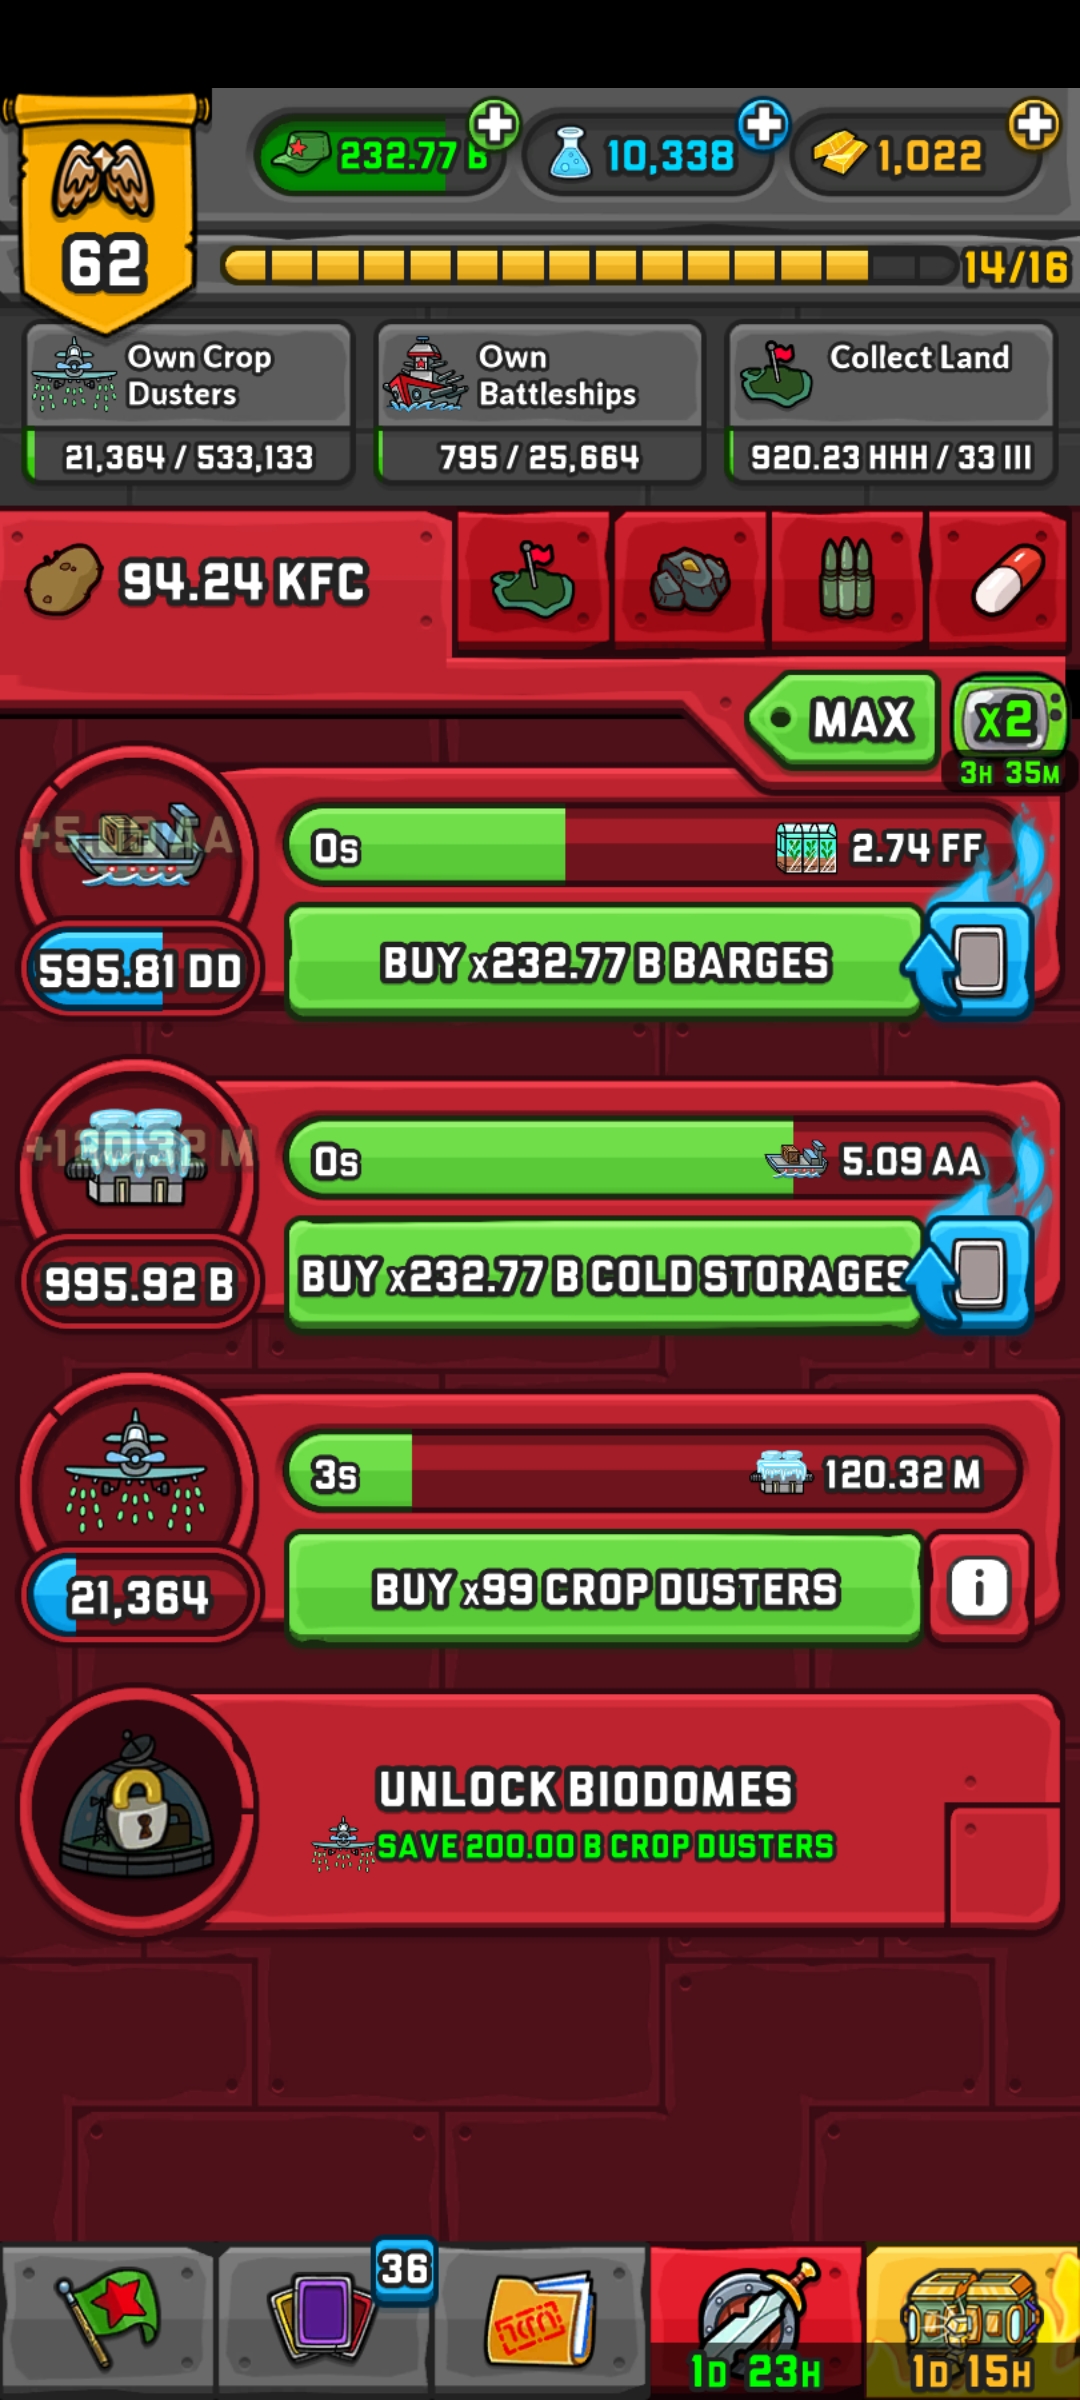 62
232.77 B
10,338
1,022
14/16
Own Crop
Dusters
21,364 / 533,133
Own
Battleships
795 / 25,664
Collect Land
920.23 HHH / 33 III
94.24 KFC
MAX
x2
3H 35M
0s
2.74 FF
595.81 DD
BUY x232.77 B BARGES
+120.32 M
0s
5.09 AA
995.92 B
BUY x232.77 B COLD STORAGES
3s
120.32 M
21,364
BUY x99 CROP DUSTERS
i
UNLOCK BIODOMES
SAVE 200.00 B CROP DUSTERS
36
1D 23H
1D 15H